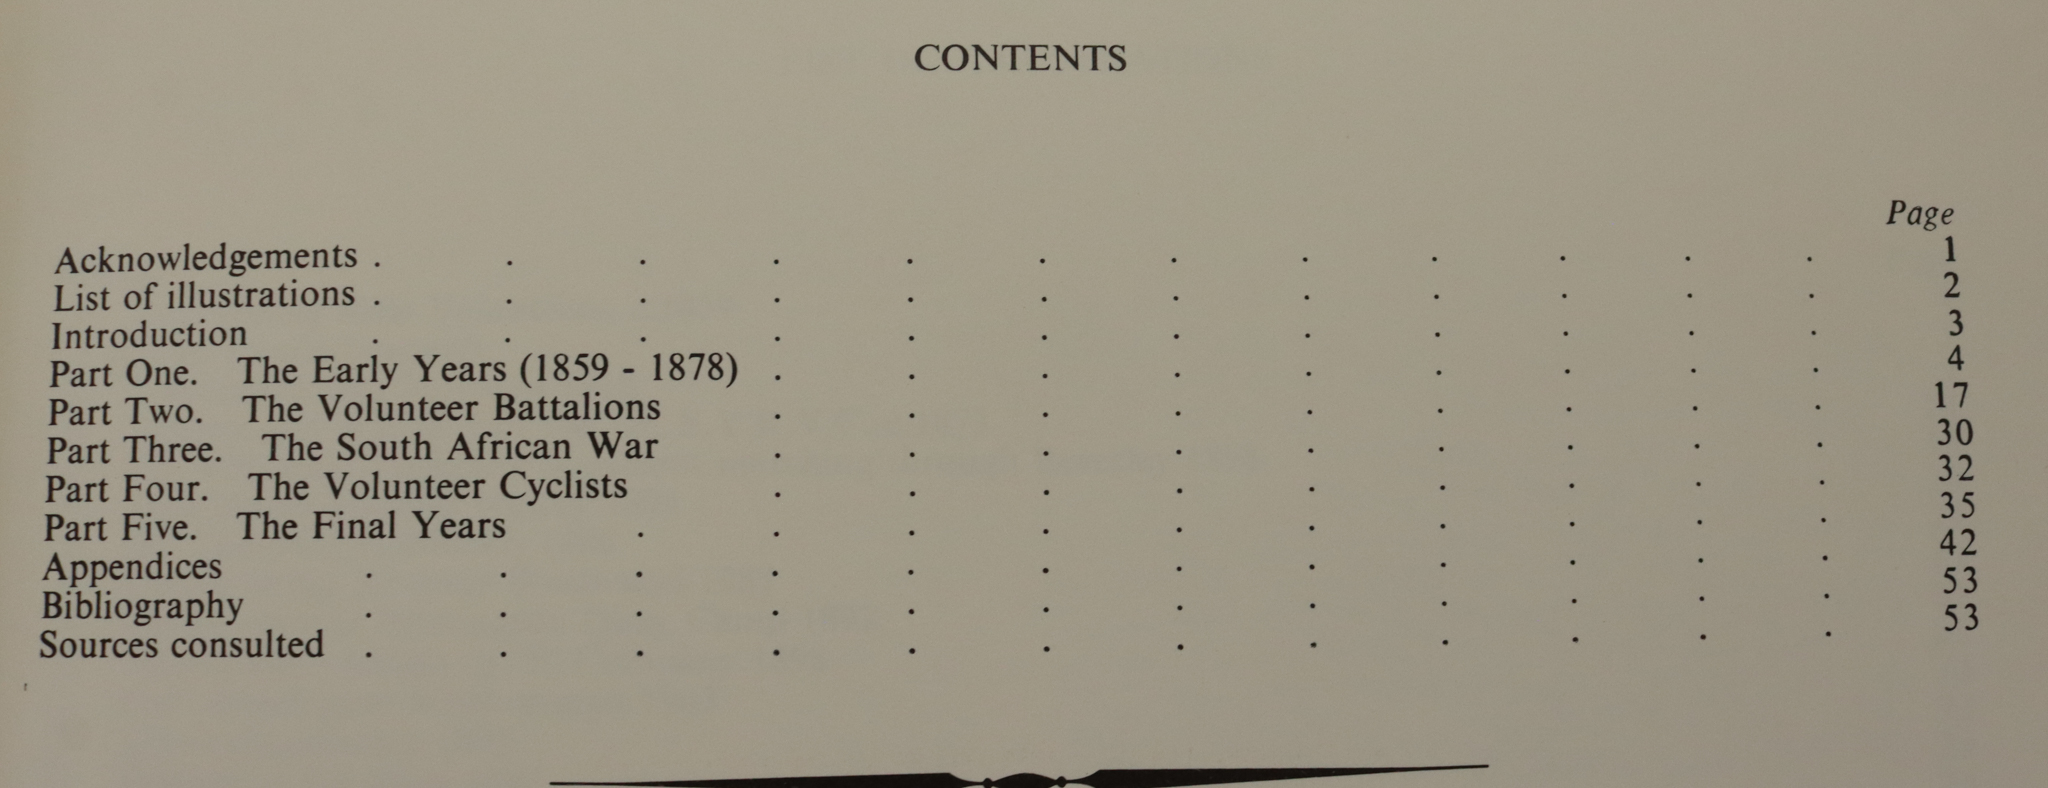 CONTENTS
Page
Acknowledgements . . . . . . . . . . . . 1
List of illustrations . . . . . . . . . . . . 2
Introduction . . . . . . . . . . . . 3
Part One. The Early Years (1859 - 1878) . . . . . . . . . 4
Part Two. The Volunteer Battalions . . . . . . . . . 17
Part Three. The South African War . . . . . . . . . 30
Part Four. The Volunteer Cyclists . . . . . . . . . 32
Part Five. The Final Years . . . . . . . . . . 35
Appendices . . . . . . . . . . . . 42
Bibliography . . . . . . . . . . . . 53
Sources consulted . . . . . . . . . . . . 53